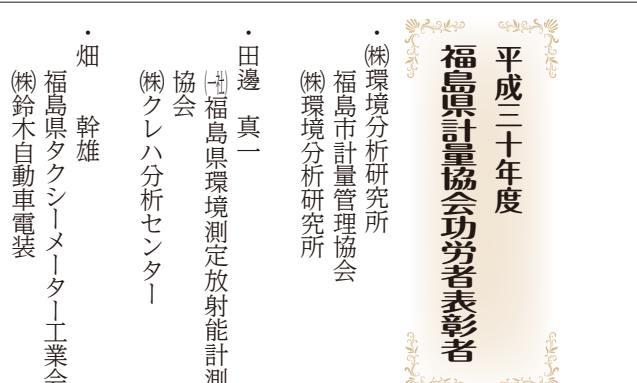 平成三十年度
福島県計量協会功労者表彰者
・㈱環境分析研究所
福島市計量管理協会
㈱環境分析研究所
・田邊　真一
㈳福島県環境測定放射能計測
協会
㈱クレハ分析センター
・畑　幹雄
福島県タクシーメーター工業会
㈱鈴木自動車電装